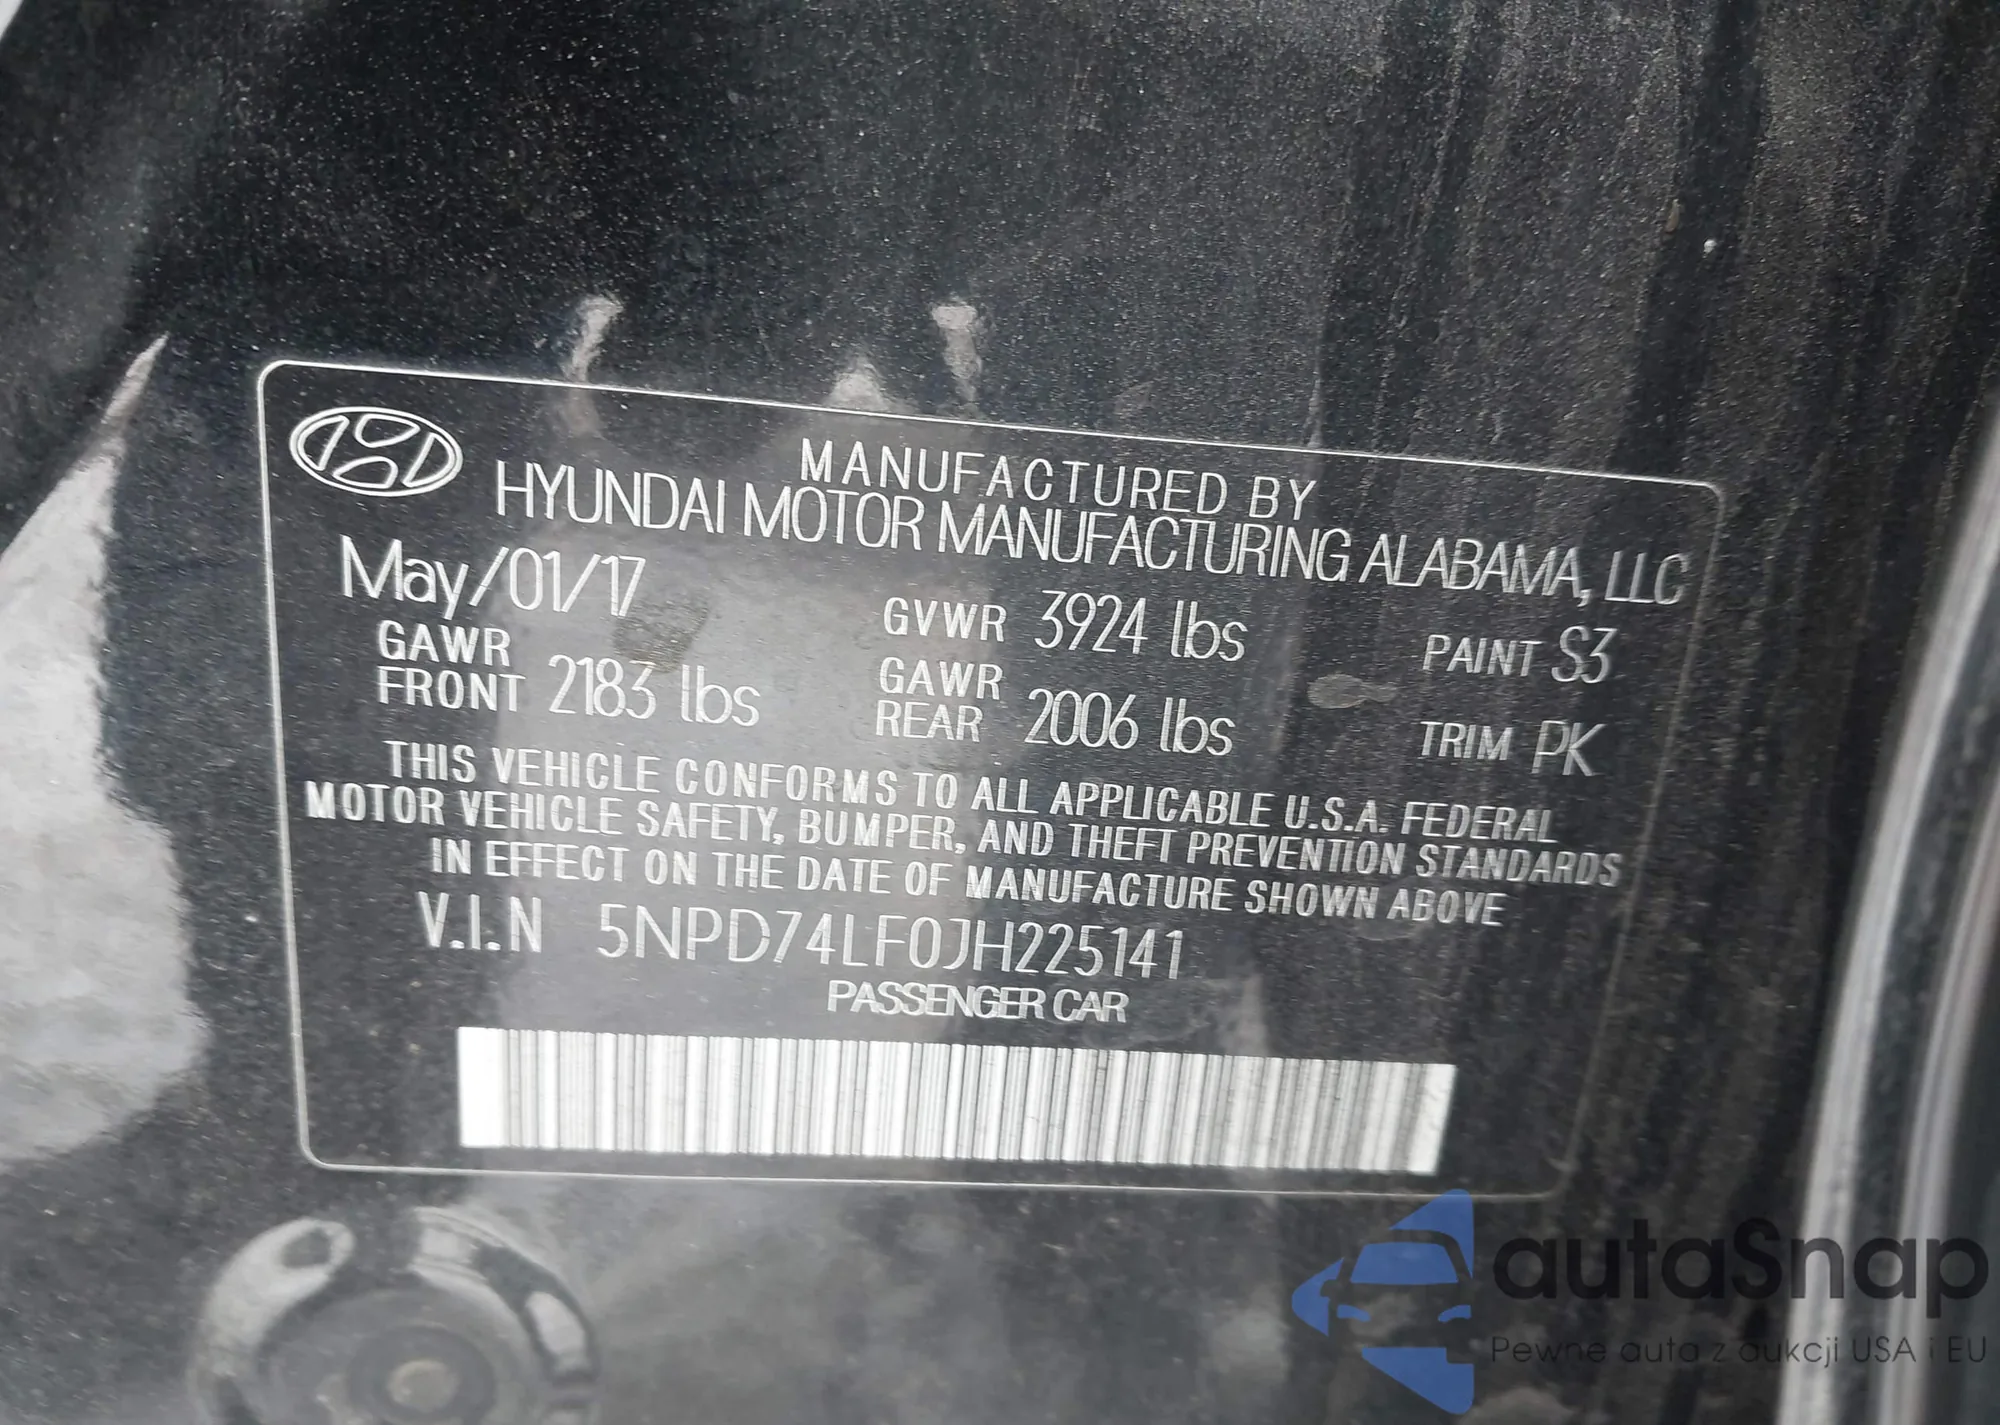 MANUFACTURED BY
HYUNDAI MOTOR MANUFACTURING ALABAMA, LLC
May/01/17 GVWR 3924 lbs PAINT S3
GAWR FRONT 2183 lbs GAWR REAR 2006 lbs TRIM PK
THIS VEHICLE CONFORMS TO ALL APPLICABLE U.S.A. FEDERAL
MOTOR VEHICLE SAFETY, BUMPER, AND THEFT PREVENTION STANDARDS
IN EFFECT ON THE DATE OF MANUFACTURE SHOWN ABOVE
V.I.N 5NPD74LF0JH225141
PASSENGER CAR
autaSnap
Pewne auta z aukcji USA i EU